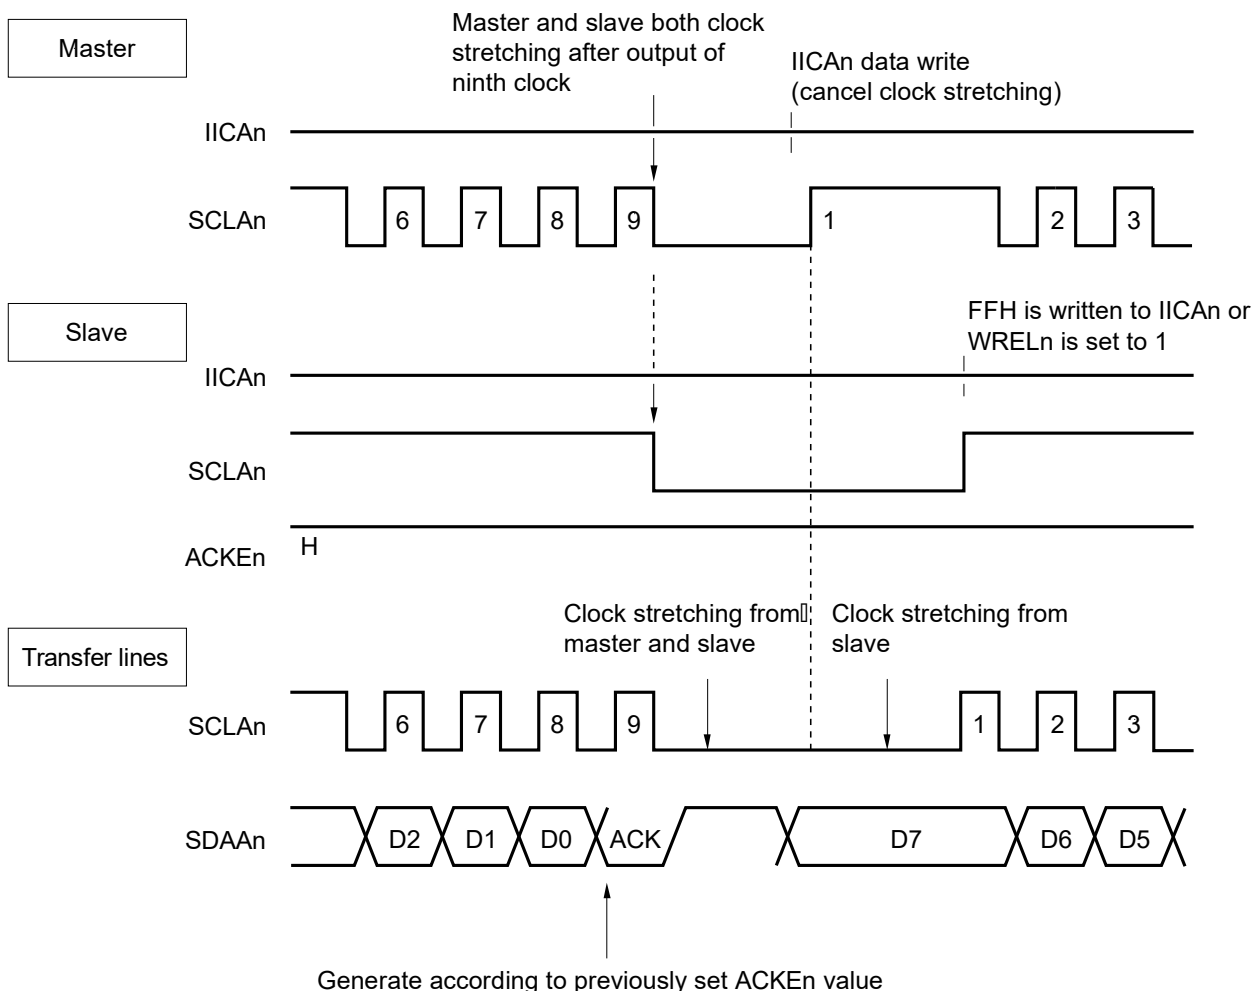 Master
Master and slave both clock
stretching after output of
ninth clock
IICAn data write
(cancel clock stretching)
IICAn
SCLAn
6 7 8 9 1 2 3
Slave
FFH is written to IICAn or
WRELn is set to 1
IICAn
SCLAn
ACKEn
H
Clock stretching from
master and slave
Clock stretching from
slave
Transfer lines
SCLAn
6 7 8 9 1 2 3
SDAAn
D2 D1 D0 ACK D7 D6 D5
Generate according to previously set ACKEn value